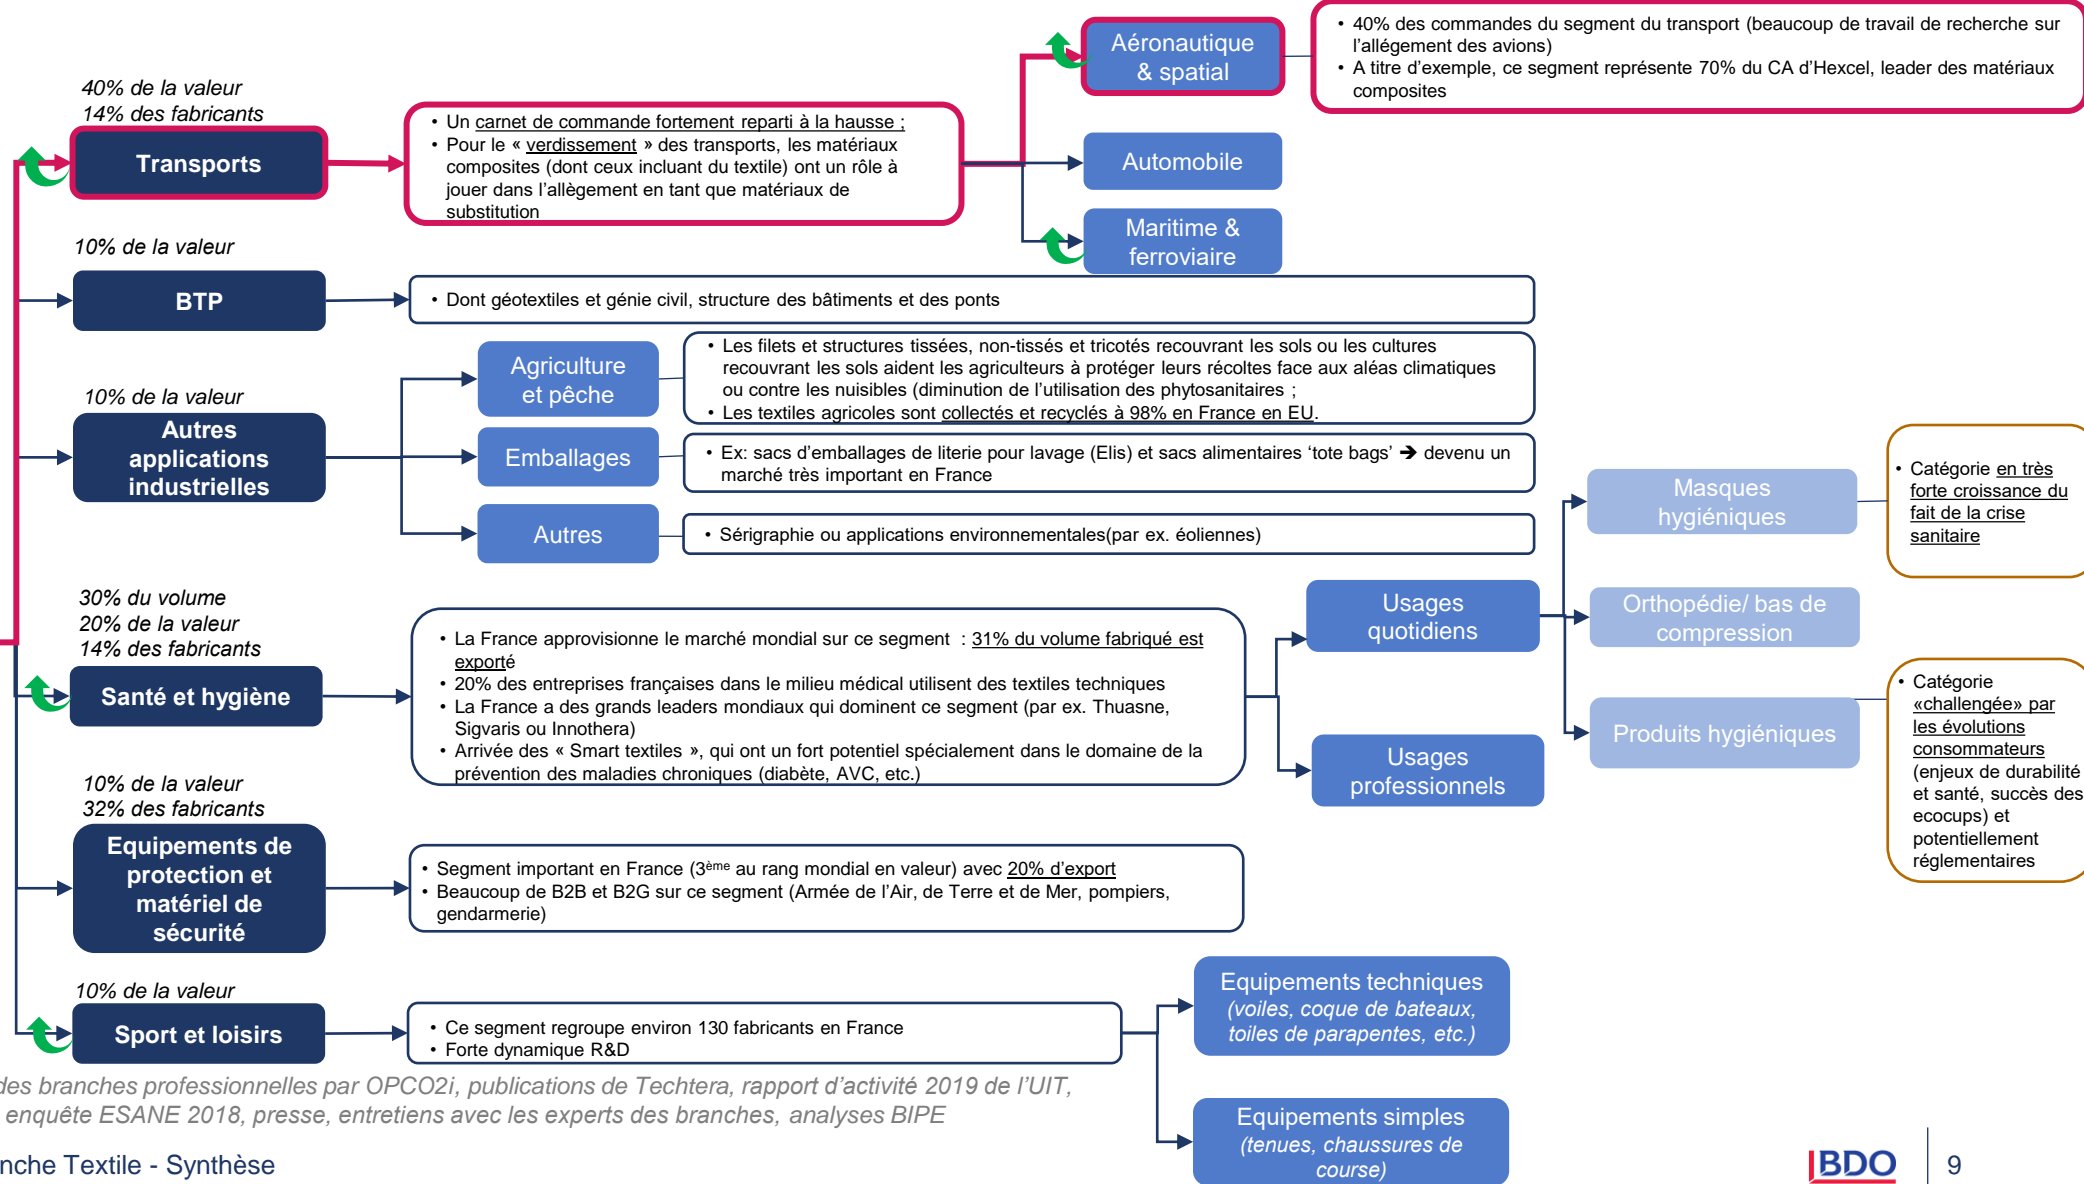 40% de la valeur
14% des fabricants
Transports
• Un carnet de commande fortement reparti à la hausse ;
• Pour le « verdissement » des transports, les matériaux
composites (dont ceux incluant du textile) ont un rôle à
jouer dans l’allègement en tant que matériaux de
substitution
Aéronautique
& spatial
• 40% des commandes du segment du transport (beaucoup de travail de recherche sur
l’allégement des avions)
• A titre d’exemple, ce segment représente 70% du CA d’Hexcel, leader des matériaux
composites
Automobile
Maritime &
ferroviaire
10% de la valeur
BTP
• Dont géotextiles et génie civil, structure des bâtiments et des ponts
10% de la valeur
Autres
applications
industrielles
Agriculture
et pêche
• Les filets et structures tissées, non-tissés et tricotés recouvrant les sols ou les cultures
recouvrant les sols aident les agriculteurs à protéger leurs récoltes face aux aléas climatiques
ou contre les nuisibles (diminution de l’utilisation des phytosanitaires ;
• Les textiles agricoles sont collectés et recyclés à 98% en France en EU.
Emballages
• Ex: sacs d’emballages de literie pour lavage (Elis) et sacs alimentaires ‘tote bags’ ➔ devenu un
marché très important en France
Autres
• Sérigraphie ou applications environnementales(par ex. éoliennes)
30% du volume
20% de la valeur
14% des fabricants
Santé et hygiène
• La France approvisionne le marché mondial sur ce segment : 31% du volume fabriqué est
exporté
• 20% des entreprises françaises dans le milieu médical utilisent des textiles techniques
• La France a des grands leaders mondiaux qui dominent ce segment (par ex. Thuasne,
Sigvaris ou Innothera)
• Arrivée des « Smart textiles », qui ont un fort potentiel spécialement dans le domaine de la
prévention des maladies chroniques (diabète, AVC, etc.)
Usages
quotidiens
Usages
professionnels
Masques
hygiéniques
• Catégorie en très
forte croissance du
fait de la crise
sanitaire
Orthopédie/ bas de
compression
Produits hygiéniques
• Catégorie
«challengée» par
les évolutions
consommateurs
(enjeux de durabilité
et santé, succès des
ecocups) et
potentiellement
réglementaires
10% de la valeur
32% des fabricants
Equipements de
protection et
matériel de
sécurité
• Segment important en France (3ème au rang mondial en valeur) avec 20% d’export
• Beaucoup de B2B et B2G sur ce segment (Armée de l’Air, de Terre et de Mer, pompiers,
gendarmerie)
10% de la valeur
Sport et loisirs
• Ce segment regroupe environ 130 fabricants en France
• Forte dynamique R&D
Equipements techniques
(voiles, coque de bateaux,
toiles de parapentes, etc.)
Equipements simples
(tenues, chaussures de
course)
des branches professionnelles par OPCO2i, publications de Techtera, rapport d’activité 2019 de l’UIT,
enquête ESANE 2018, presse, entretiens avec les experts des branches, analyses BIPE
nche Textile - Synthèse
BDO
9